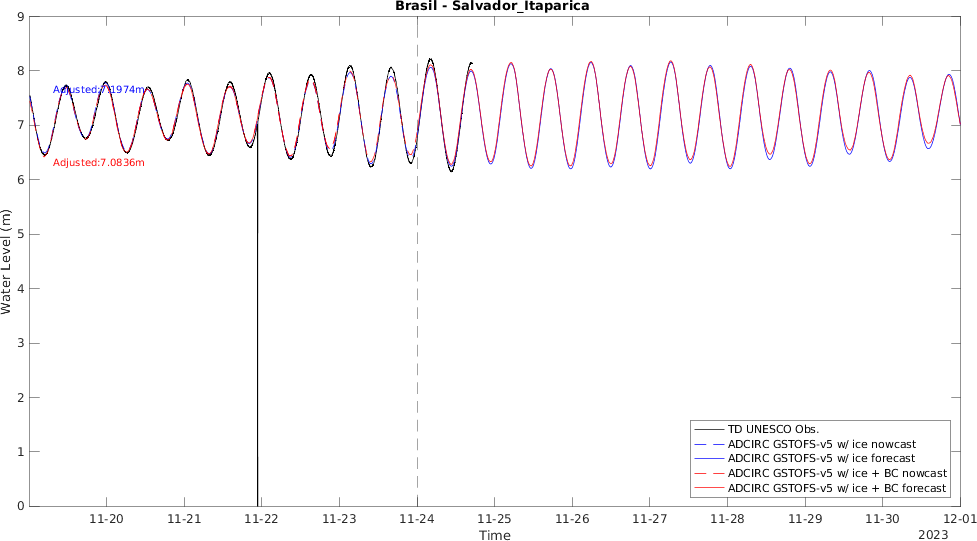 Brasil - Salvador_Itaparica
Water Level (m)
9
8
7
6
5
4
3
2
1
0
Adjusted:7.1974m
Adjusted:7.0836m
TD UNESCO Obs.
ADCIRC GSTOFS-v5 w/ ice nowcast
ADCIRC GSTOFS-v5 w/ ice forecast
ADCIRC GSTOFS-v5 w/ ice + BC nowcast
ADCIRC GSTOFS-v5 w/ ice + BC forecast
11-20 11-21 11-22 11-23 11-24 11-25 11-26 11-27 11-28 11-29 11-30 12-01
Time
2023